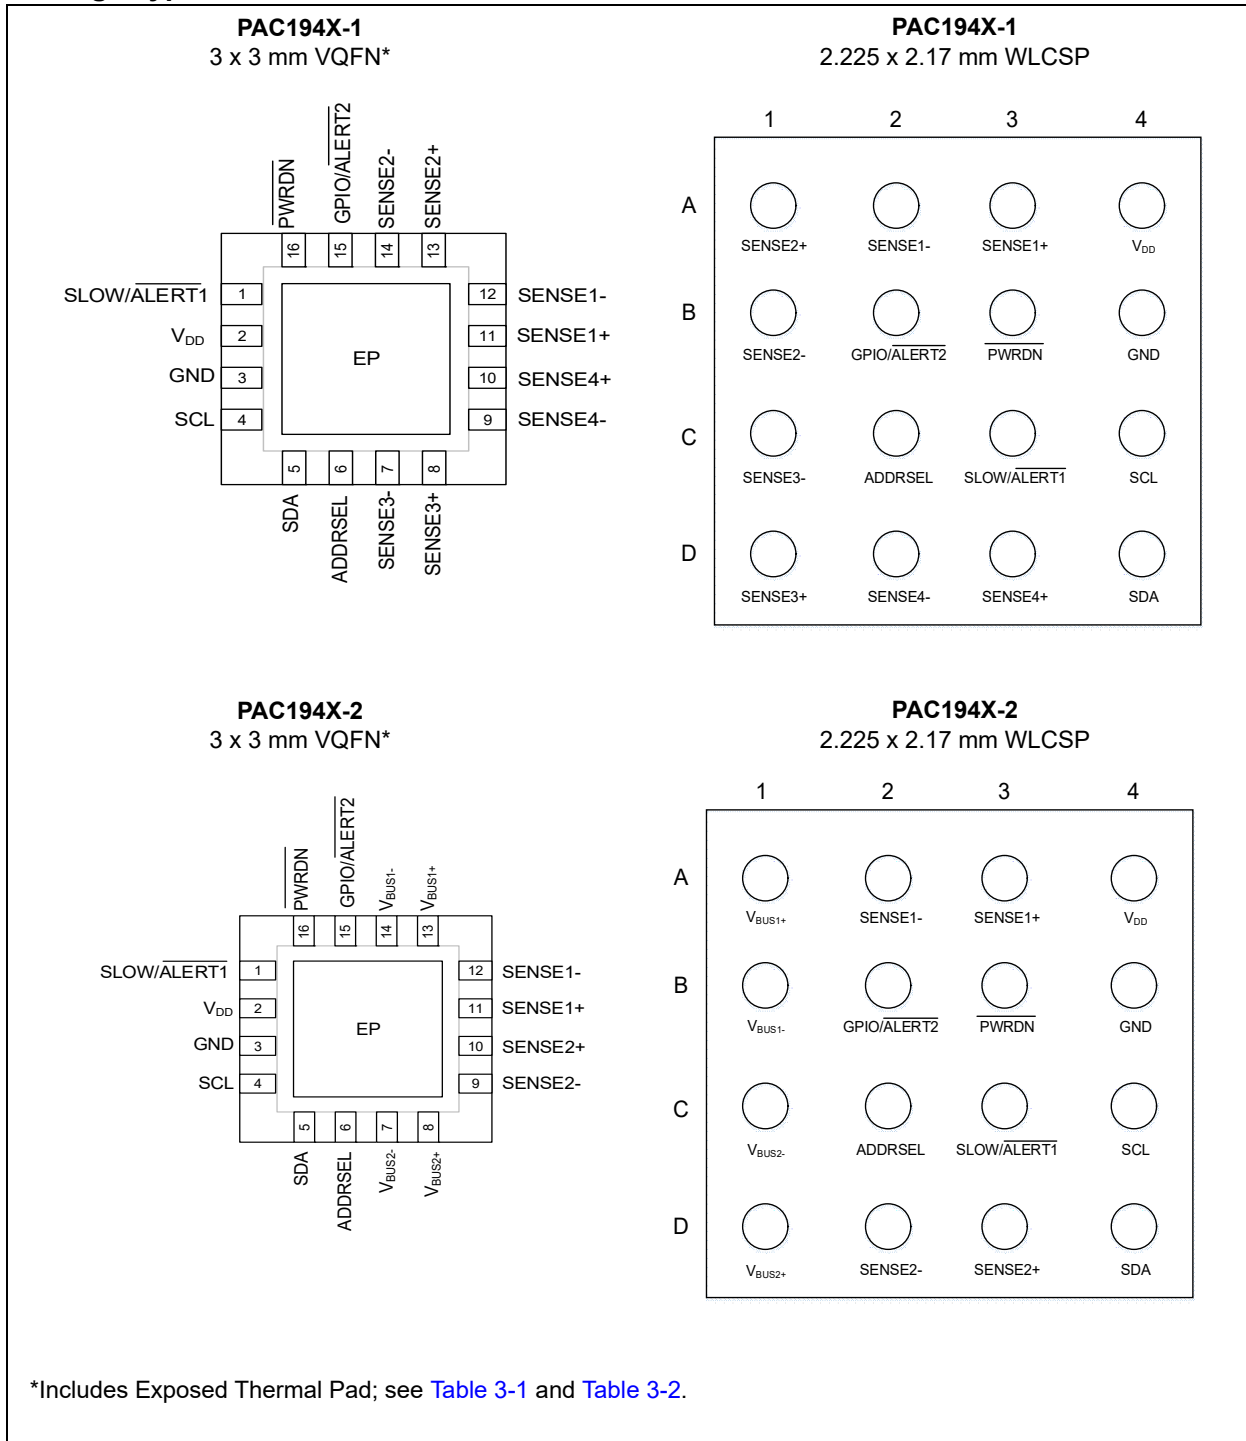 PAC194X-1
3 x 3 mm VQFN*
PWRDN
GPIO/ALERT2
SENSE2-
SENSE2+
16
15
14
13
SLOW/ALERT1 1
12 SENSE1-
VDD 2
11 SENSE1+
EP
GND 3
10 SENSE4+
SCL 4
9 SENSE4-
5
6
7
8
SDA
ADDRSEL
SENSE3-
SENSE3+
PAC194X-1
2.225 x 2.17 mm WLCSP
1 2 3 4
A
SENSE2+ SENSE1- SENSE1+ VDD
B
SENSE2- GPIO/ALERT2 PWRDN GND
C
SENSE3- ADDRSEL SLOW/ALERT1 SCL
D
SENSE3+ SENSE4- SENSE4+ SDA
PAC194X-2
3 x 3 mm VQFN*
PWRDN
GPIO/ALERT2
VBUS1-
VBUS1+
16
15
14
13
SLOW/ALERT1 1
12 SENSE1-
VDD 2
11 SENSE1+
EP
GND 3
10 SENSE2+
SCL 4
9 SENSE2-
5
6
7
8
SDA
ADDRSEL
VBUS2-
VBUS2+
PAC194X-2
2.225 x 2.17 mm WLCSP
1 2 3 4
A
VBUS1+ SENSE1- SENSE1+ VDD
B
VBUS1- GPIO/ALERT2 PWRDN GND
C
VBUS2- ADDRSEL SLOW/ALERT1 SCL
D
VBUS2+ SENSE2- SENSE2+ SDA
*Includes Exposed Thermal Pad; see Table 3-1 and Table 3-2.